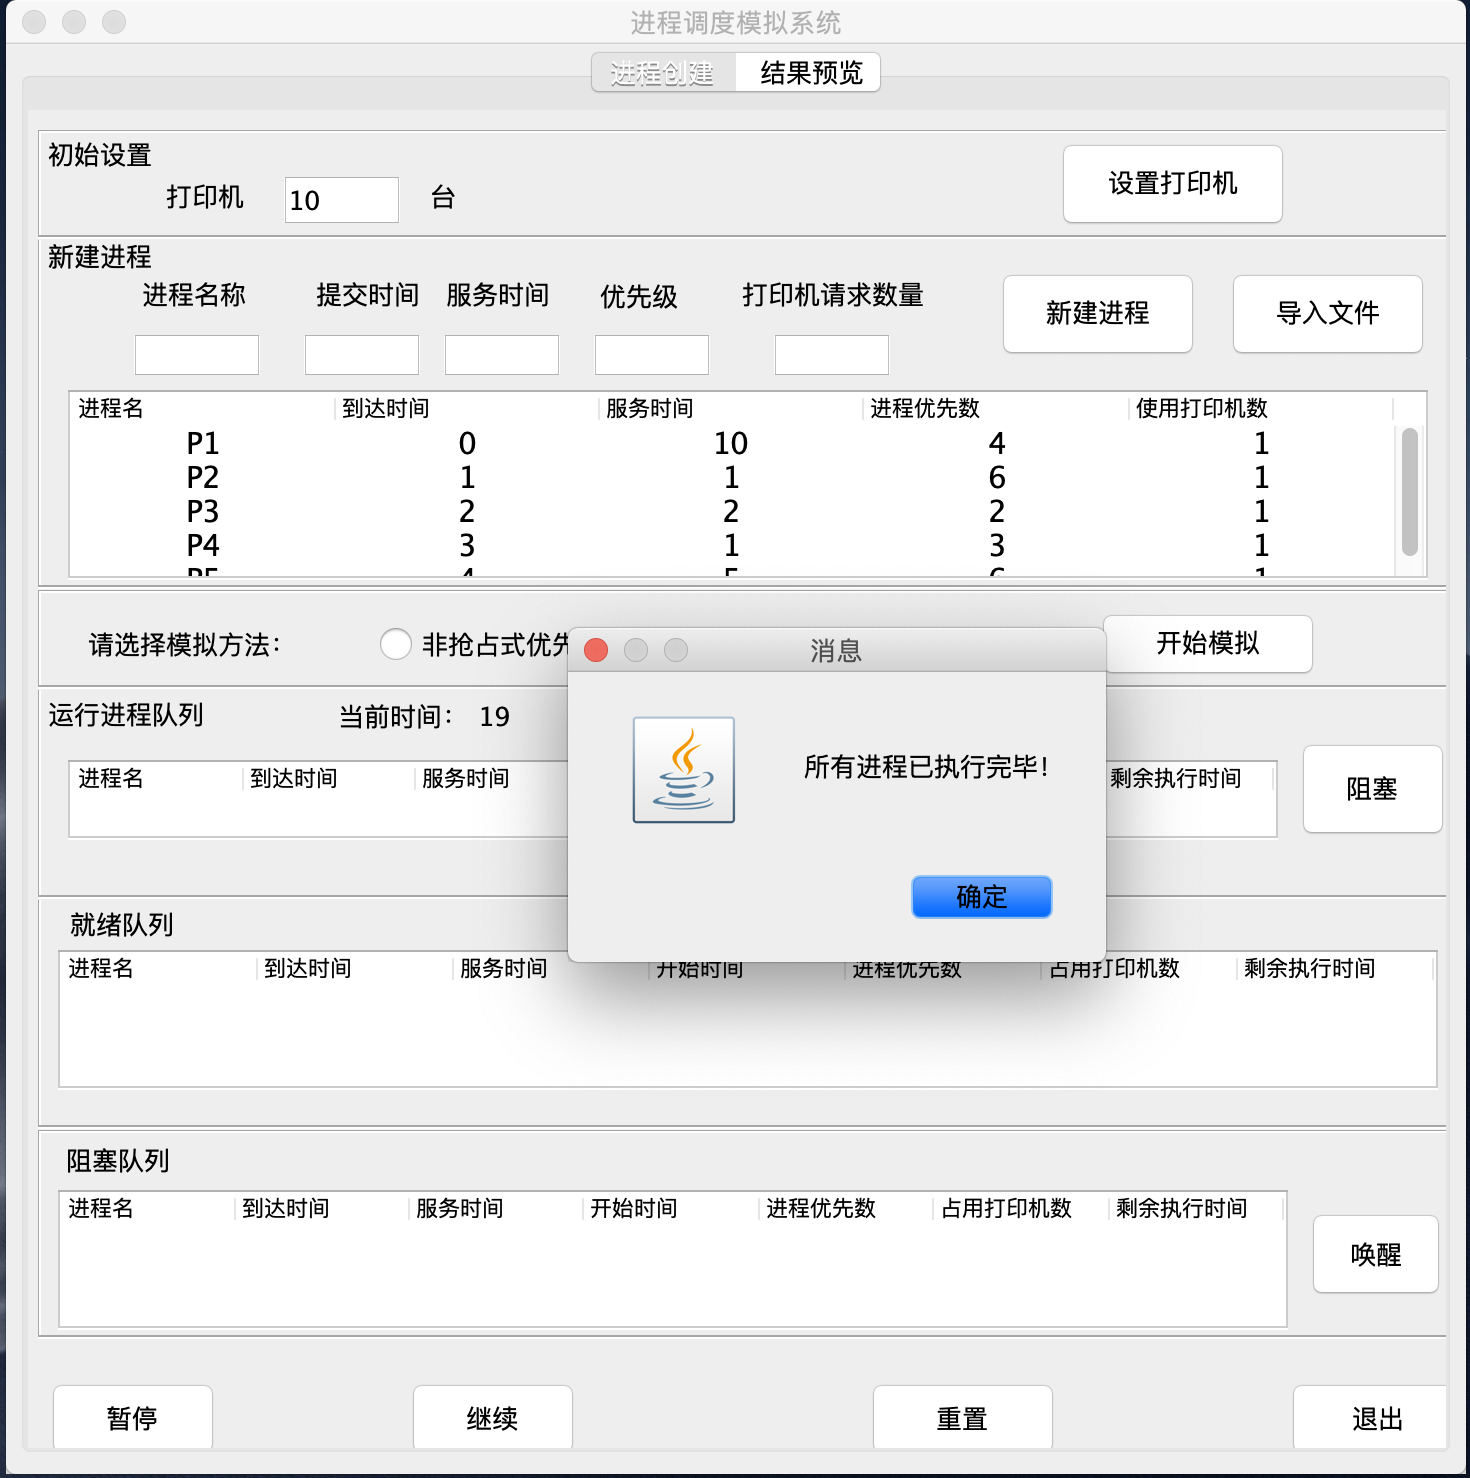 进程调度模拟系统
进程创建 结果预览
初始设置
打印机 10 台 设置打印机
新建进程
进程名称 提交时间 服务时间 优先级 打印机请求数量 新建进程 导入文件
进程名 到达时间 服务时间 进程优先数 使用打印机数
P1 0 10 4 1
P2 1 1 6 1
P3 2 2 2 1
P4 3 1 3 1
请选择模拟方法： 非抢占式优先 开始模拟
运行进程队列 当前时间： 19
进程名 到达时间 服务时间 剩余执行时间 阻塞
消息
所有进程已执行完毕！
确定
就绪队列
进程名 到达时间 服务时间 开始时间 进程优先数 占用打印机数 剩余执行时间
阻塞队列
进程名 到达时间 服务时间 开始时间 进程优先数 占用打印机数 剩余执行时间
唤醒
暂停 继续 重置 退出